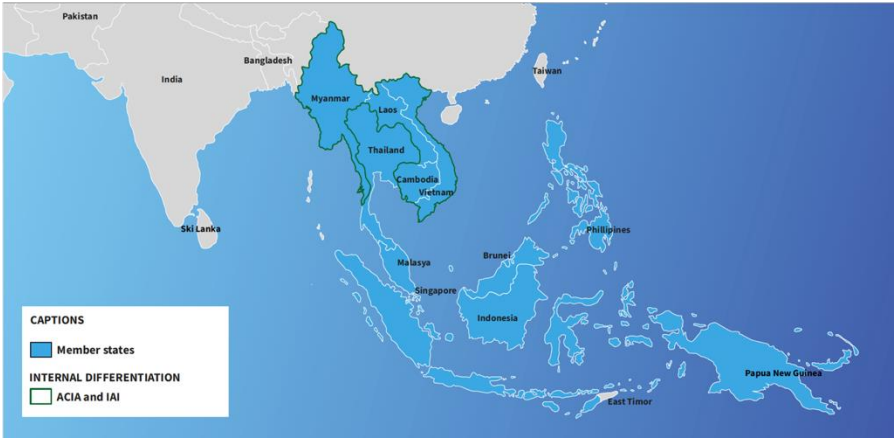 Pakistan
India
Bangladesh
Taiwan
Myanmar
Laos
Thailand
Cambodia
Vietnam
Ski Lanka
Phillipines
Brunei
Malasya
Singapore
Indonesia
Papua New Guinea
East Timor
CAPTIONS
Member states
INTERNAL DIFFERENTIATION
ACIA and IAI